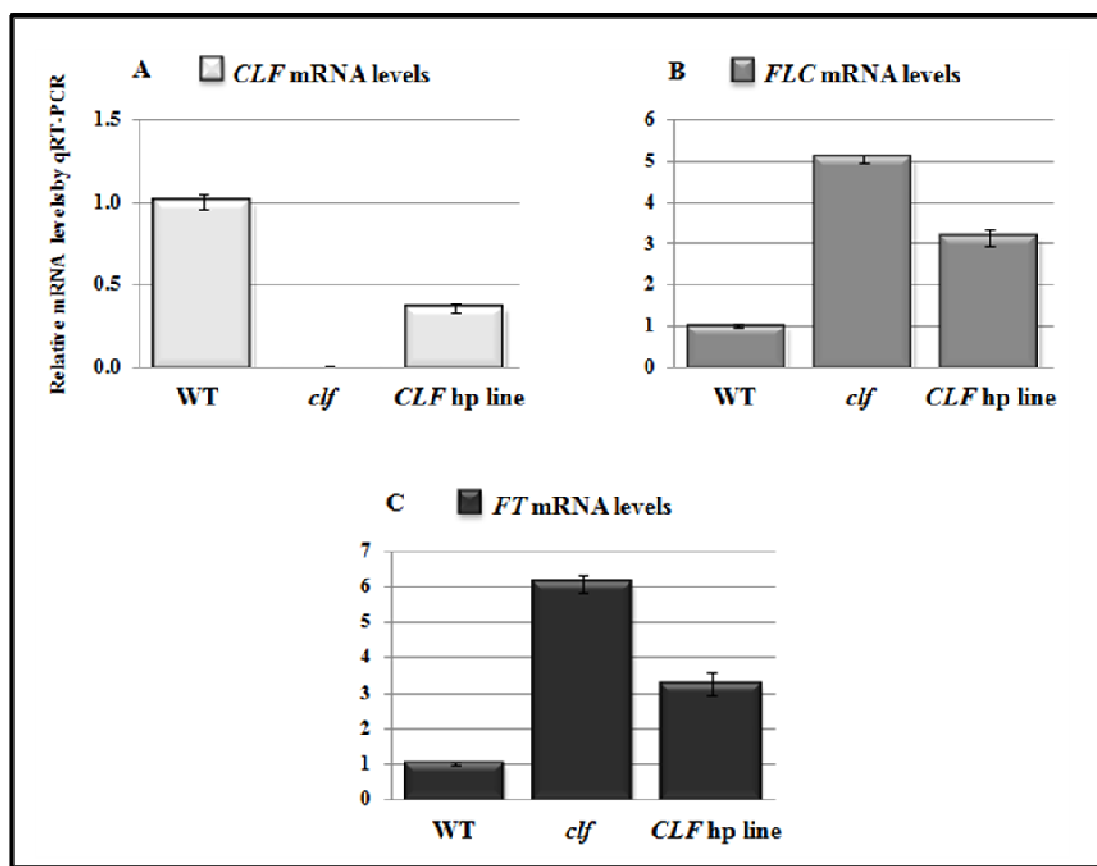 A
CLF mRNA levels
Relative mRNA levelsby qRT-PCR
1.5
1.0
0.5
0.0
WT
clf
CLF hp line
B
FLC mRNA levels
6
5
4
3
2
1
0
WT
clf
CLF hp line
C
FT mRNA levels
7
6
5
4
3
2
1
0
WT
clf
CLF hp line